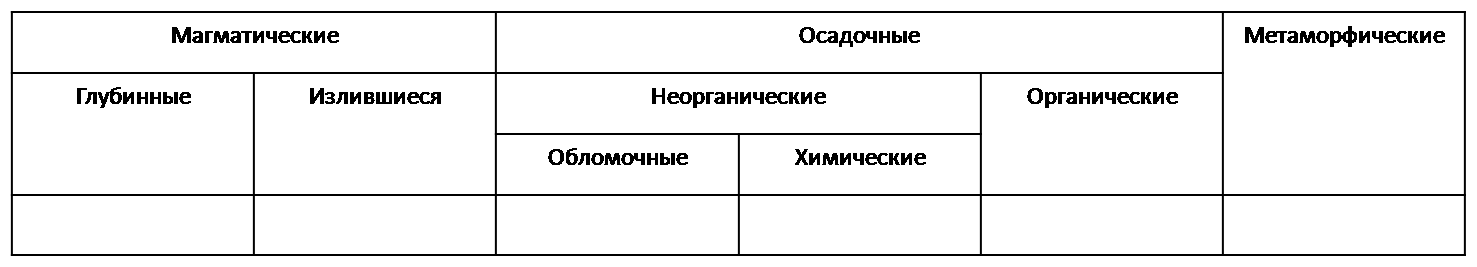 Магматические Осадочные Метаморфические
Глубинные Излившиеся Неорганические Органические
Обломочные Химические